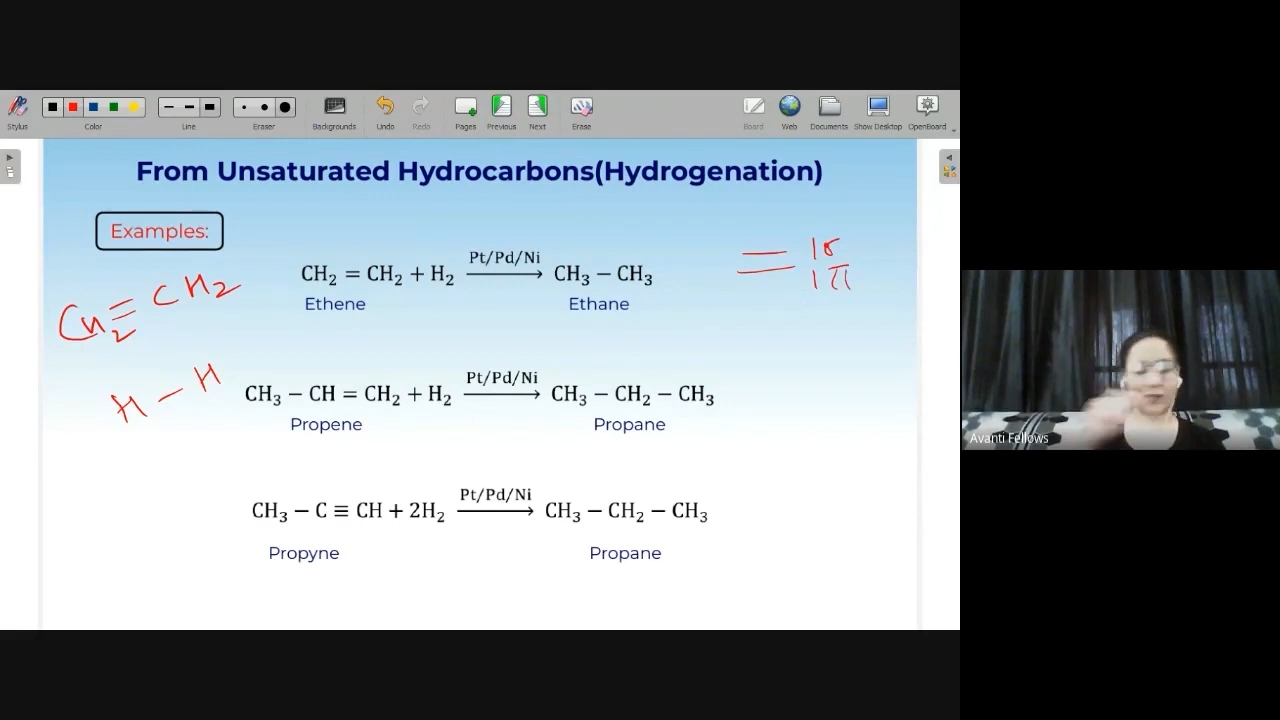 Stylus Color Line Eraser Backgrounds Undo Redo Pages Previous Next Erase Board Web Documents Show Desktop OpenBoard
From Unsaturated Hydrocarbons(Hydrogenation)
Examples:
Pt/Pd/Ni
CH₂ = CH₂ + H₂ ⟶ CH₃ − CH₃
Ethene Ethane
= 1σ
1π
CH₂ = CH₂
H − H
Pt/Pd/Ni
CH₃ − CH = CH₂ + H₂ ⟶ CH₃ − CH₂ − CH₃
Propene Propane
Avanti Fellows
Pt/Pd/Ni
CH₃ − C ≡ CH + 2H₂ ⟶ CH₃ − CH₂ − CH₃
Propyne Propane